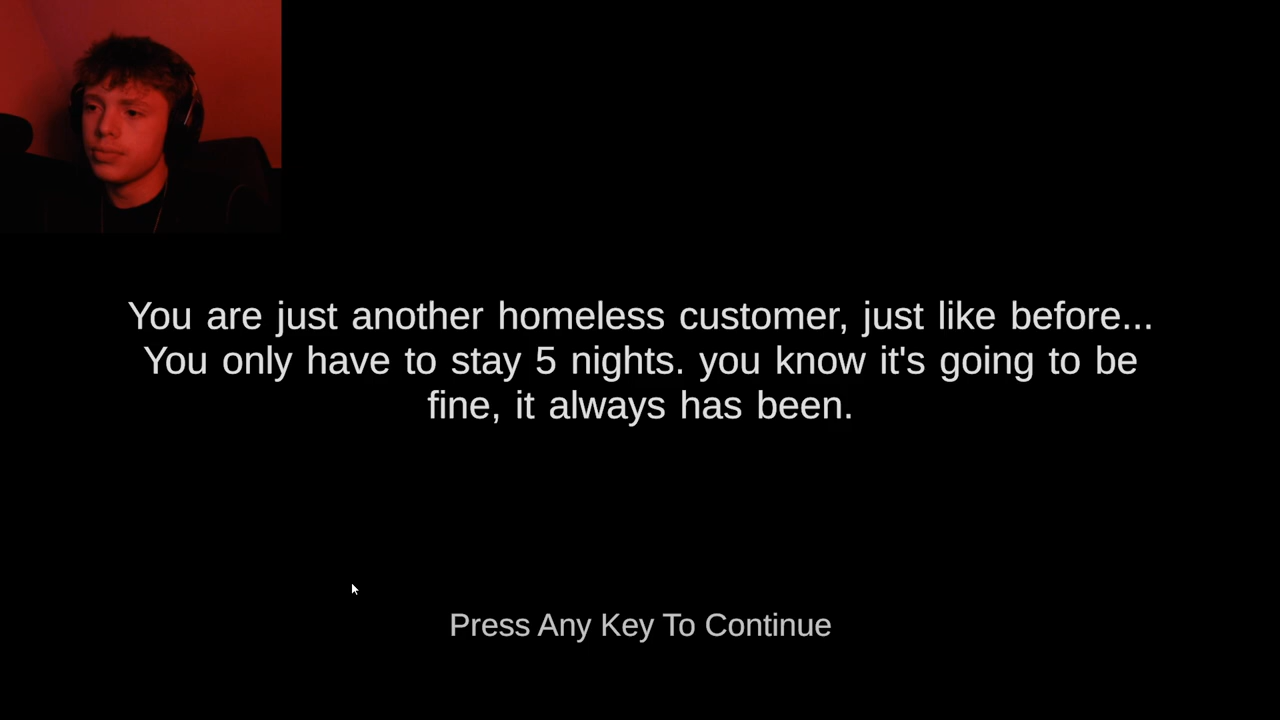 You are just another homeless customer, just like before...
You only have to stay 5 nights. you know it's going to be
fine, it always has been.
Press Any Key To Continue